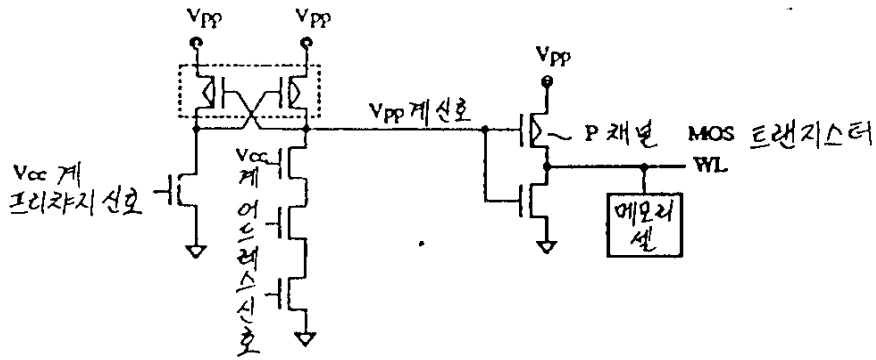 Vpp
Vpp
Vpp
Vpp 계 신호
P 채널 MOS 트랜지스터
WL
Vcc 계
프리챠지 신호
Vcc
계
어
드
레
스
신
호
메모리
셀